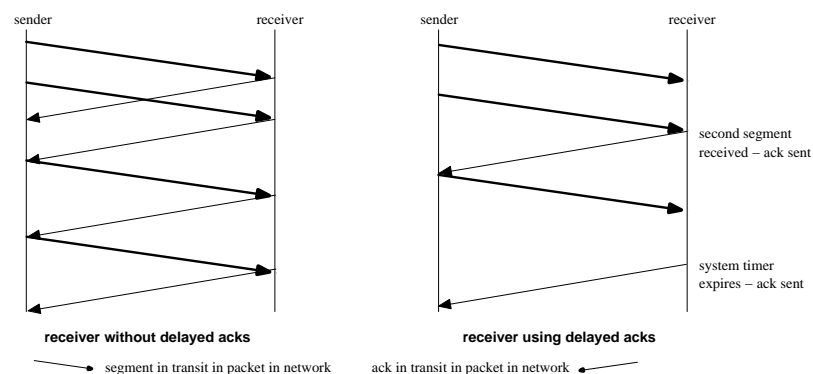 sender
receiver
sender
receiver
second segment
received – ack sent
system timer
expires – ack sent
receiver without delayed acks
receiver using delayed acks
segment in transit in packet in network
ack in transit in packet in network